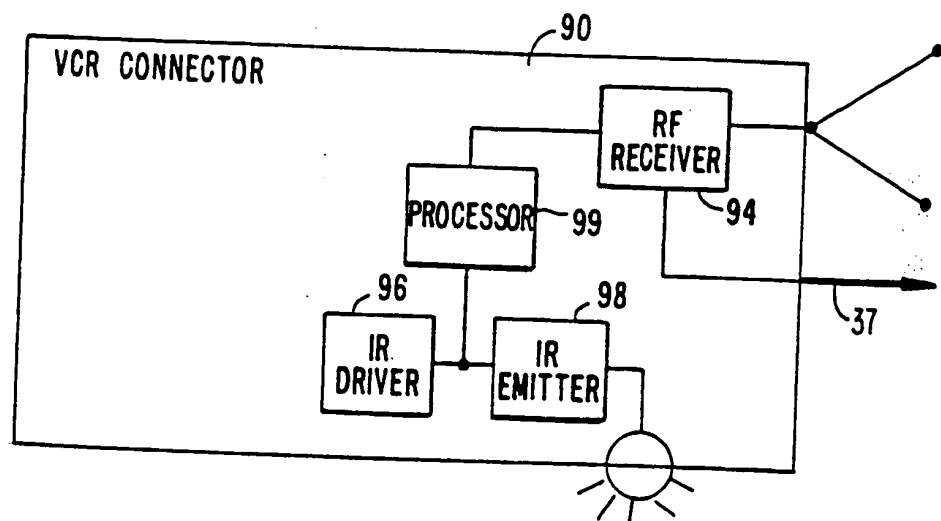 90
VCR CONNECTOR
RF
RECEIVER
94
PROCESSOR
99
37
96
98
IR
DRIVER
IR
EMITTER